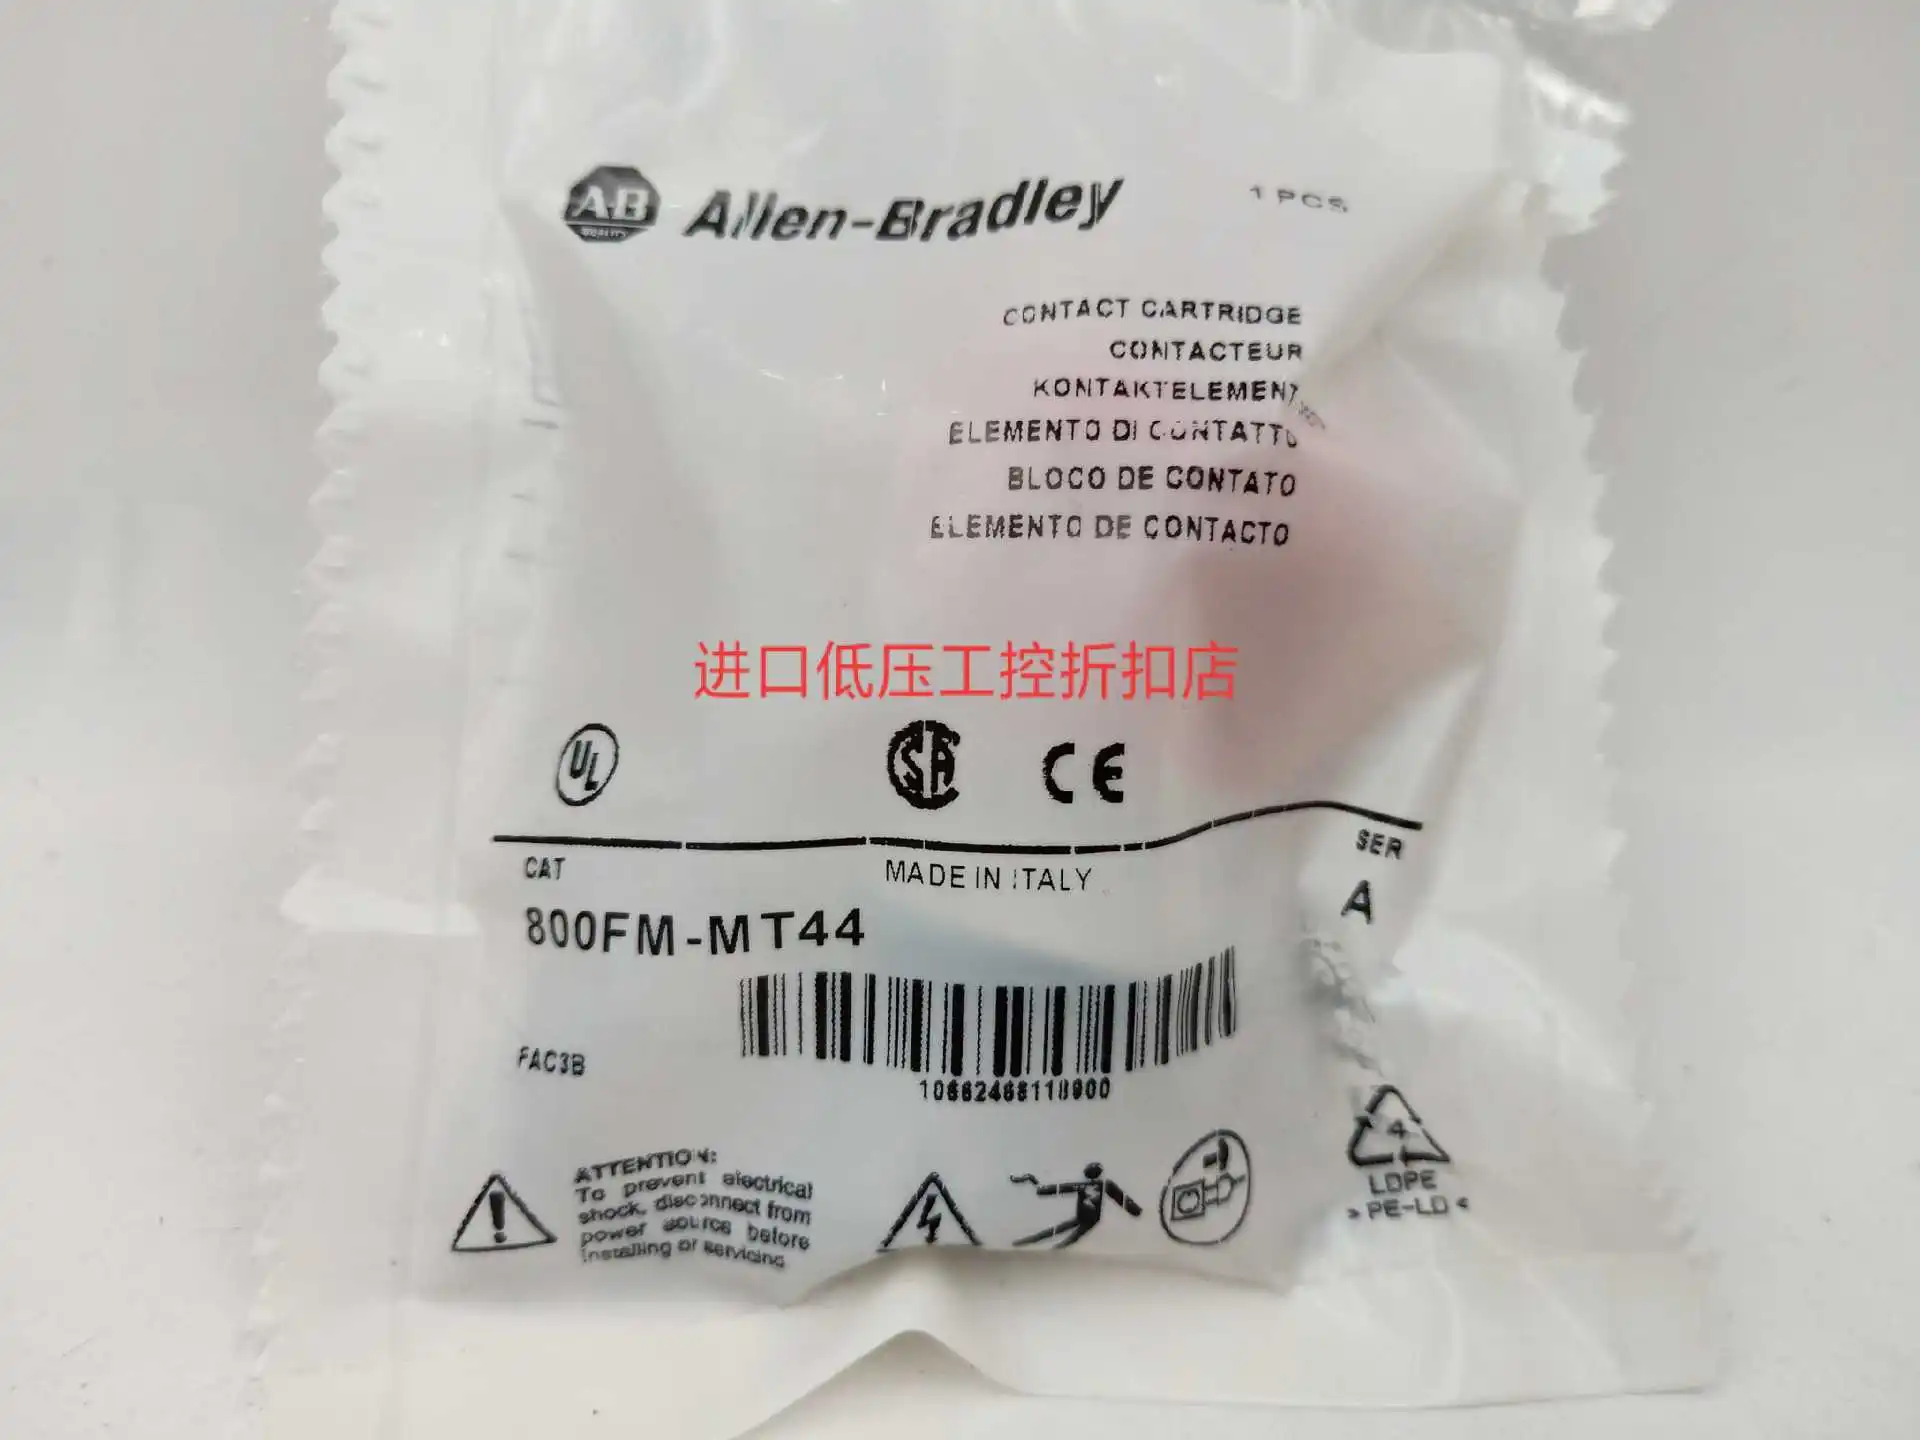 AB
QUALITY
Allen-Bradley
1 PCS
CONTACT CARTRIDGE
CONTACTEUR
KONTAKTELEMENT
ELEMENTO DI CONTATTO
BLOCO DE CONTATO
ELEMENTO DE CONTACTO
进口低压工控折扣店
UL
CSA
CE
CAT
MADE IN ITALY
SER
800FM-MT44
A
FAC3B
4
LDPE
>PE-LD<
ATTENTION:
To prevent electrical
shock, disconnect from
power source before
installing or servicing